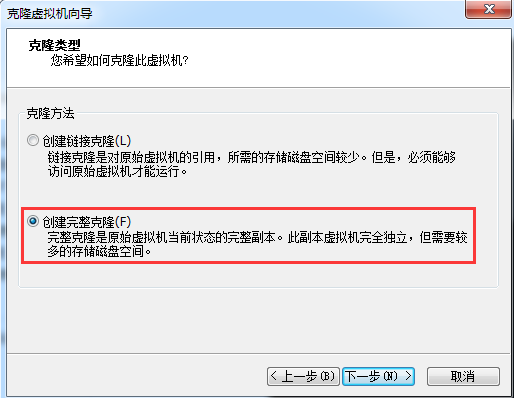 克隆虚拟机向导
克隆类型
您希望如何克隆此虚拟机?
克隆方法
创建链接克隆(L)
链接克隆是对原始虚拟机的引用，所需的存储磁盘空间较少。但是，必须能够
访问原始虚拟机才能运行。
创建完整克隆(F)
完整克隆是原始虚拟机当前状态的完整副本。此副本虚拟机完全独立，但需要较
多的存储磁盘空间。
< 上一步(B) 下一步(N) > 取消